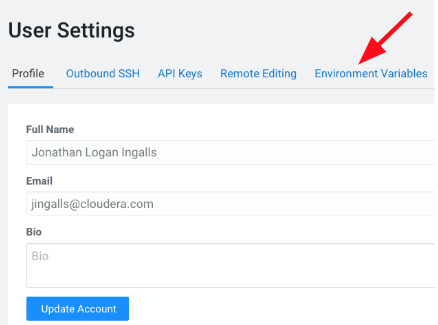 User Settings
Profile Outbound SSH API Keys Remote Editing Environment Variables
Full Name
Jonathan Logan Ingalls
Email
jingalls@cloudera.com
Bio
Bio
Update Account